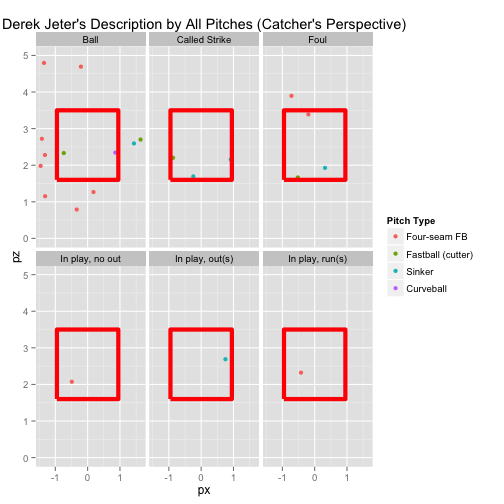 Derek Jeter's Description by All Pitches (Catcher's Perspective)
Ball Called Strike Foul
5
4
3
2
1
0
In play, no out In play, out(s) In play, run(s)
5
4
3
2
1
0
-1 0 1 -1 0 1 -1 0 1
px
pz
Pitch Type
Four-seam FB
Fastball (cutter)
Sinker
Curveball